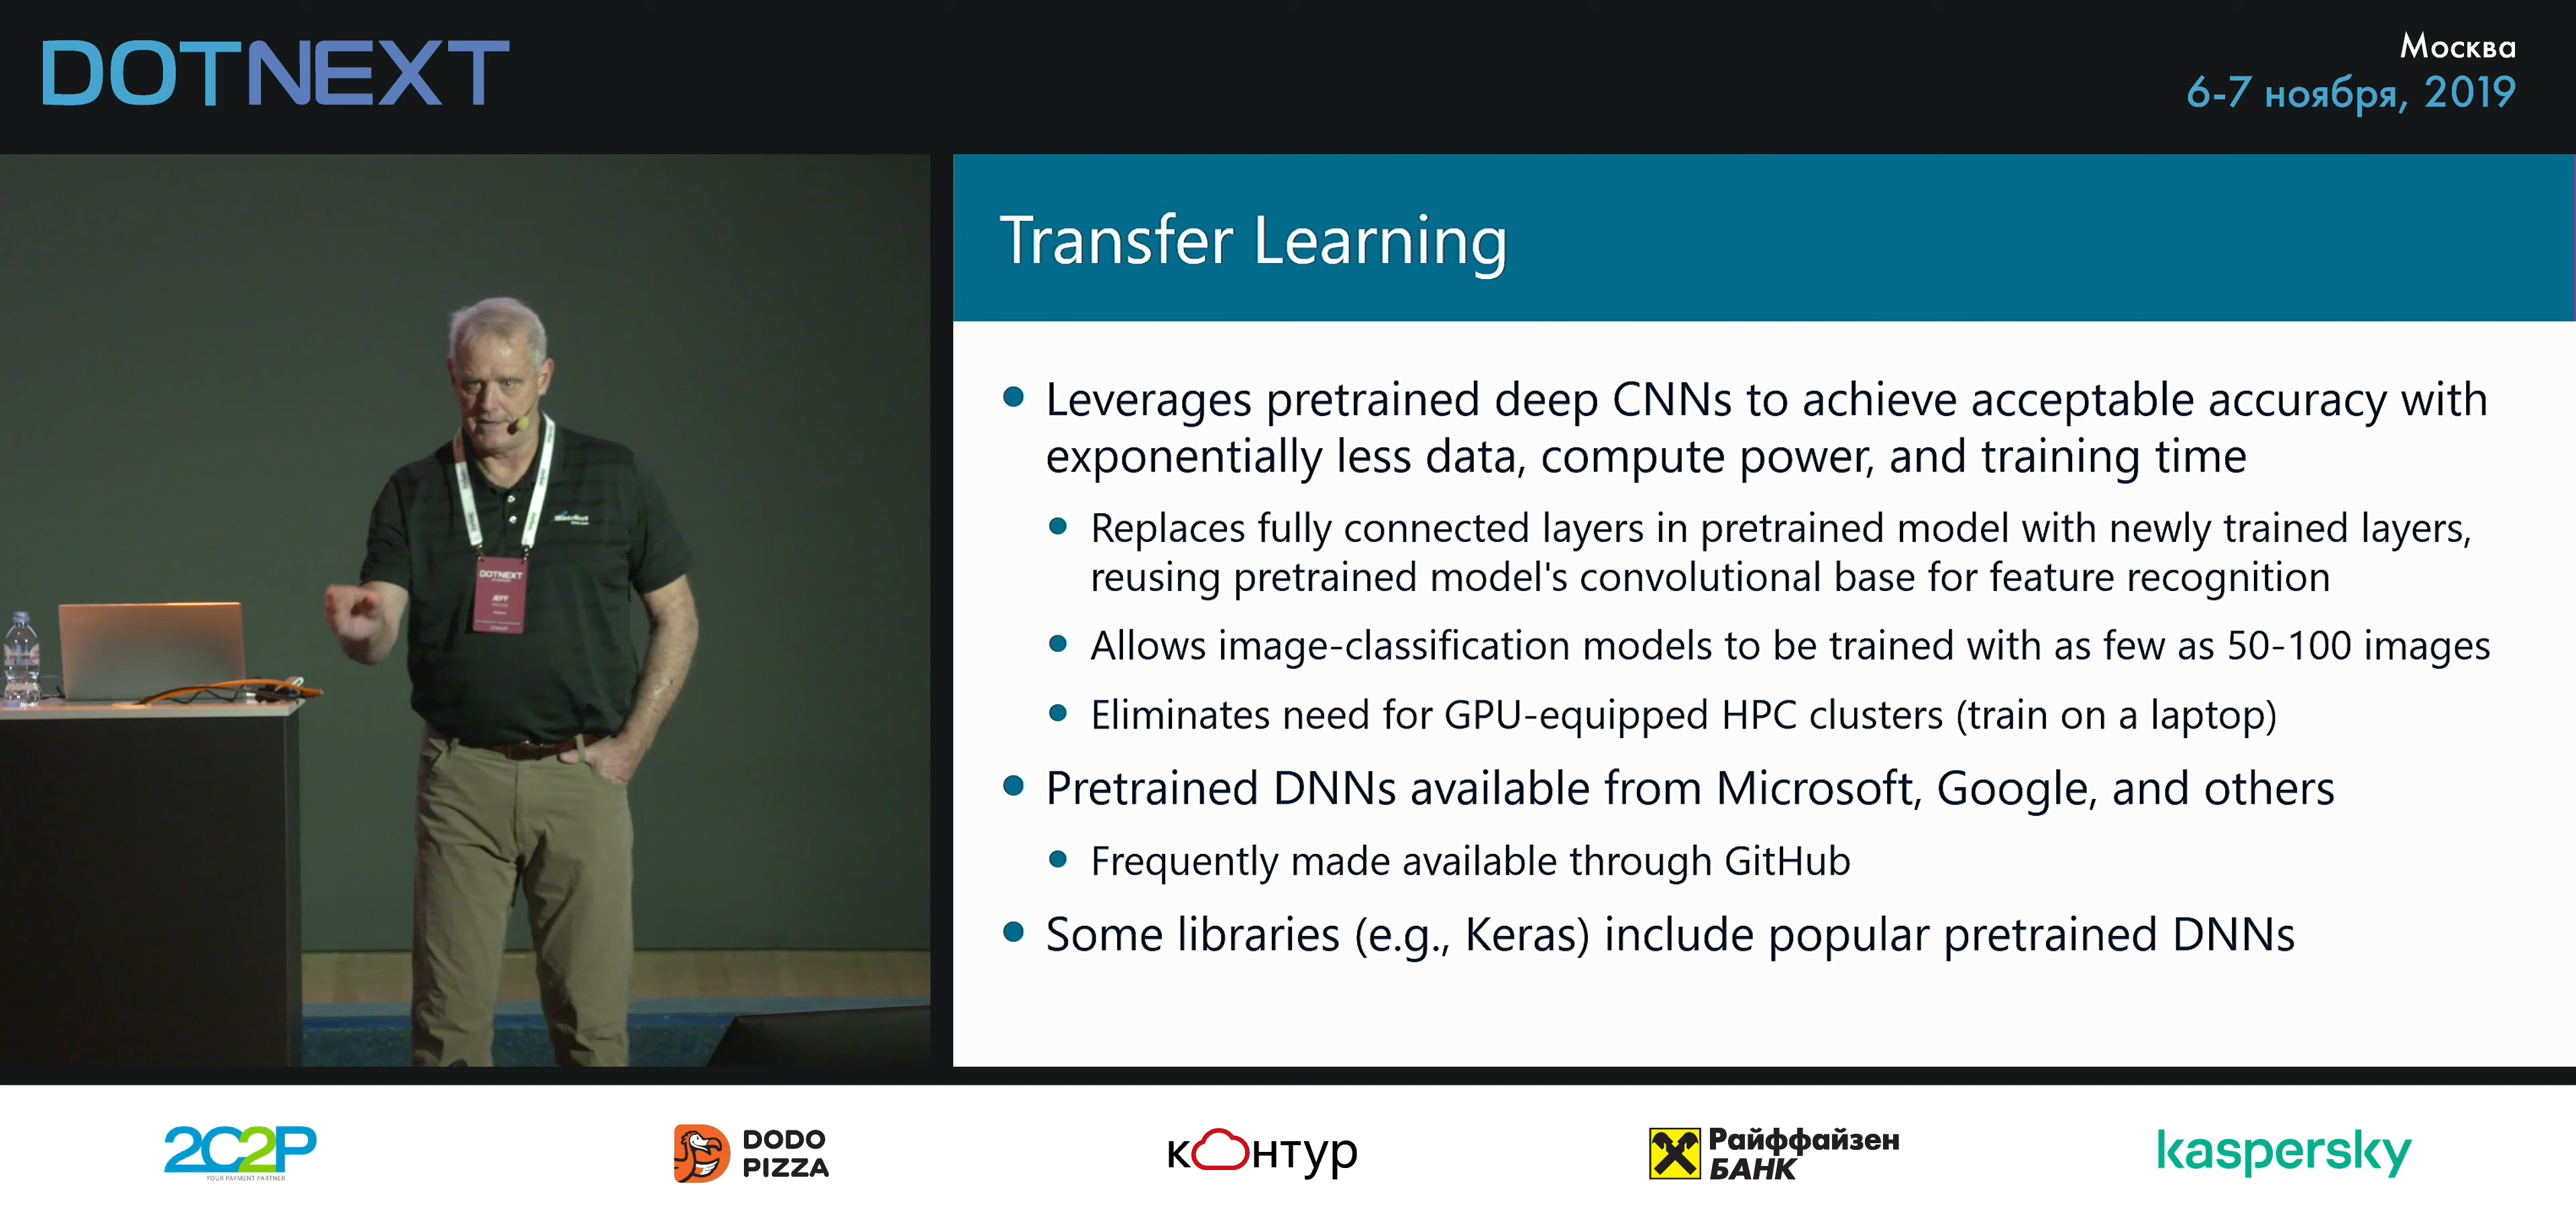 DOTNEXT
Москва
6-7 ноября, 2019
Transfer Learning
Leverages pretrained deep CNNs to achieve acceptable accuracy with
exponentially less data, compute power, and training time
Replaces fully connected layers in pretrained model with newly trained layers,
reusing pretrained model's convolutional base for feature recognition
Allows image-classification models to be trained with as few as 50-100 images
Eliminates need for GPU-equipped HPC clusters (train on a laptop)
Pretrained DNNs available from Microsoft, Google, and others
Frequently made available through GitHub
Some libraries (e.g., Keras) include popular pretrained DNNs
DOTNEXT
JEFF
2C2P
YOUR PAYMENT PARTNER
DODO
PIZZA
контур
Райффайзен
БАНК
kaspersky